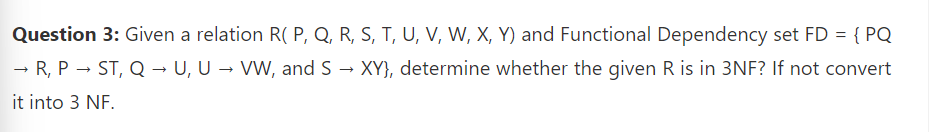 Question 3: Given a relation R( P, Q, R, S, T, U, V, W, X, Y) and Functional Dependency set FD = { PQ
→ R, P → ST, Q → U, U → VW, and S → XY}, determine whether the given R is in 3NF? If not convert
it into 3 NF.